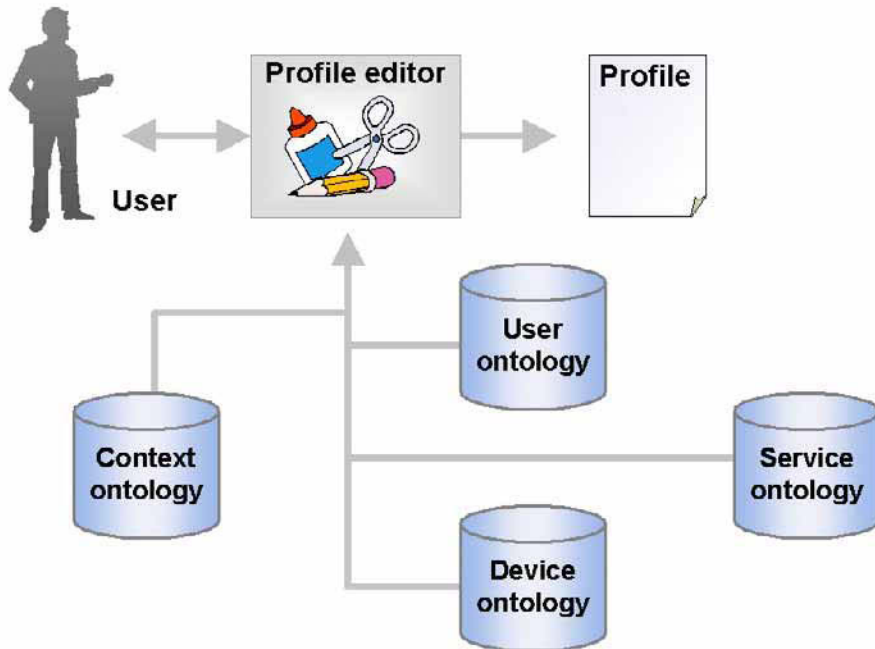 Profile editor
Profile
User
User
ontology
Context
ontology
Service
ontology
Device
ontology